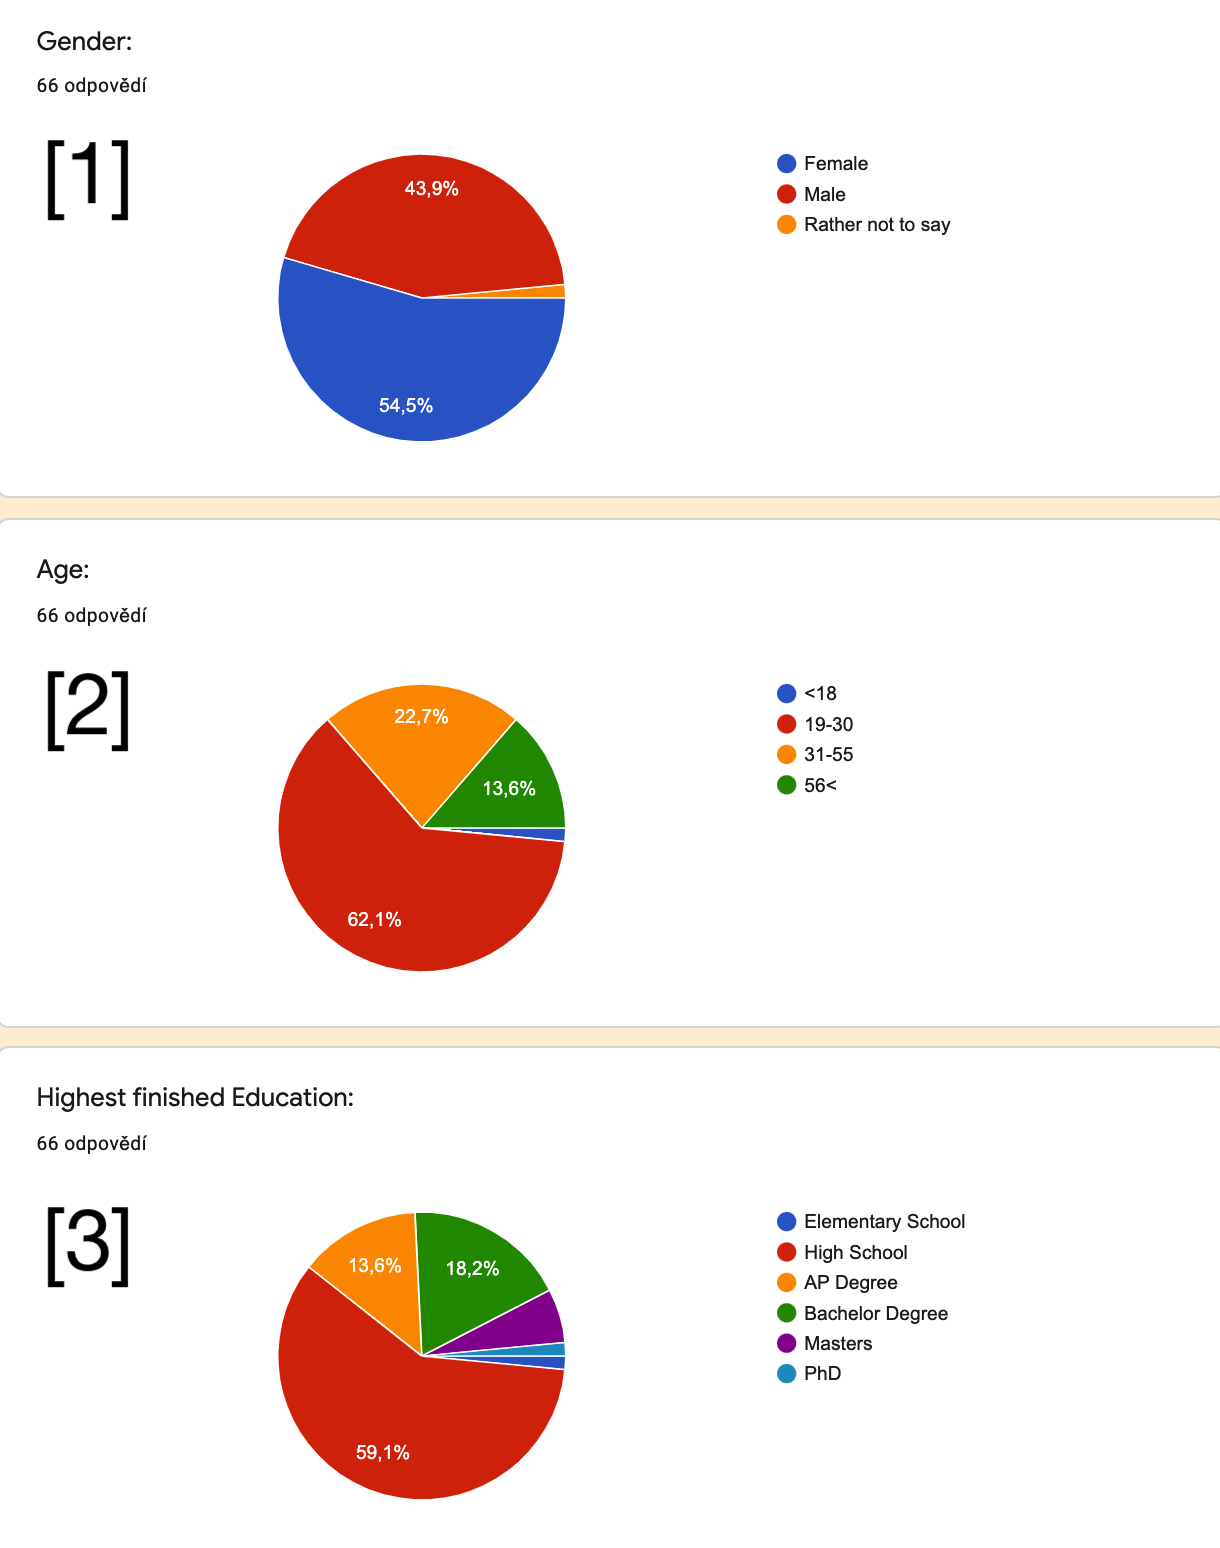 Gender:
66 odpovědí
[1]
43,9%
54,5%
Female
Male
Rather not to say
Age:
66 odpovědí
[2]
22,7%
13,6%
62,1%
<18
19-30
31-55
56<
Highest finished Education:
66 odpovědí
[3]
13,6%
18,2%
59,1%
Elementary School
High School
AP Degree
Bachelor Degree
Masters
PhD